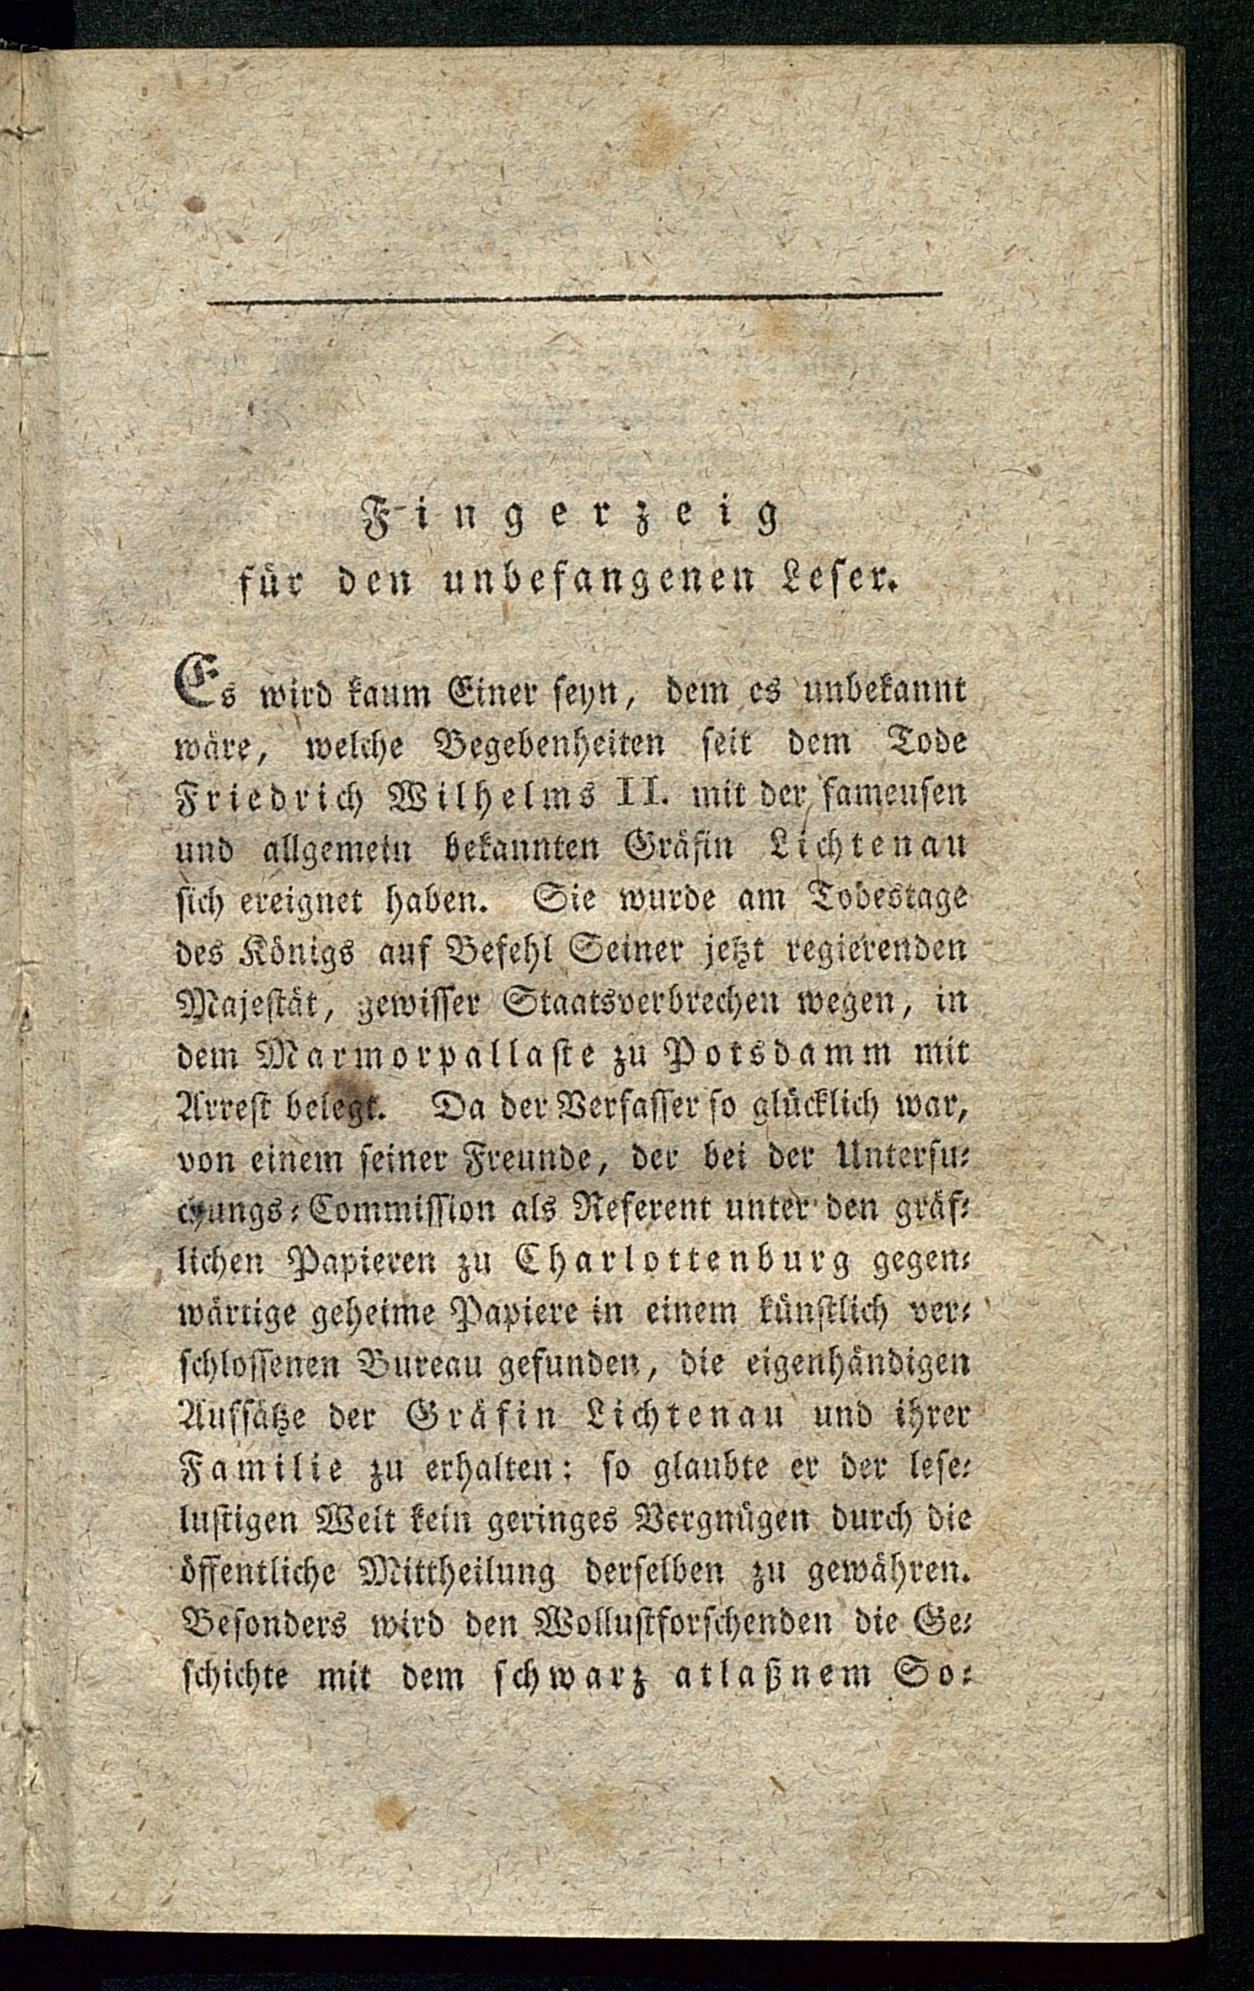 Fingerzeig
für den unbefangenen Leser.
Es wird kaum Einer seyn, dem es unbekannt
wäre, welche Begebenheiten seit dem Tode
Friedrich Wilhelms II. mit der fameusen
und allgemein bekannten Gräfin Lichtenau
sich ereignet haben. Sie wurde am Todestage
des Königs auf Befehl Seiner jetzt regierenden
Majestät, gewisser Staatsverbrechen wegen, in
dem Marmorpallaste zu Potsdamm mit
Arrest belegt. Da der Verfasser so glücklich war,
von einem seiner Freunde, der bei der Untersu-
chungs-Commission als Referent unter den gräf-
lichen Papieren zu Charlottenburg gegen-
wärtige geheime Papiere in einem künstlich ver-
schlossenen Bureau gefunden, die eigenhändigen
Aufsätze der Gräfin Lichtenau und ihrer
Familie zu erhalten: so glaubte er der lese-
lustigen Welt kein geringes Vergnügen durch die
öffentliche Mittheilung derselben zu gewähren.
Besonders wird den Wollustforschenden die Ge-
schichte mit dem schwarz atlaßnem So-